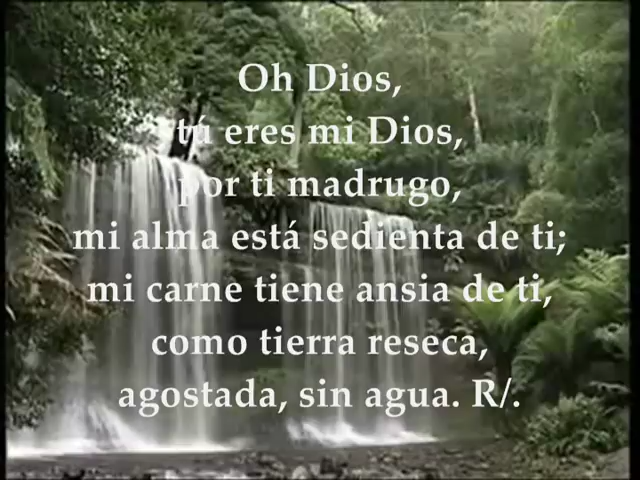 Oh Dios,
tú eres mi Dios,
por ti madrugo,
mi alma está sedienta de ti;
mi carne tiene ansia de ti,
como tierra reseca,
agostada, sin agua. R/.